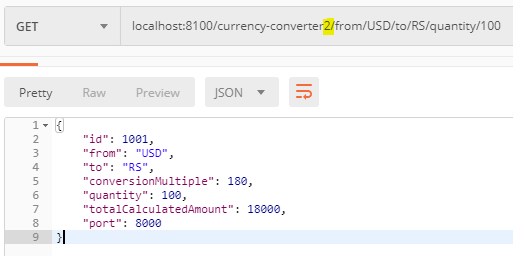 GET localhost:8100/currency-converter2/from/USD/to/RS/quantity/100
Pretty Raw Preview JSON
1 {
2 "id": 1001,
3 "from": "USD",
4 "to": "RS",
5 "conversionMultiple": 180,
6 "quantity": 100,
7 "totalCalculatedAmount": 18000,
8 "port": 8000
9 }